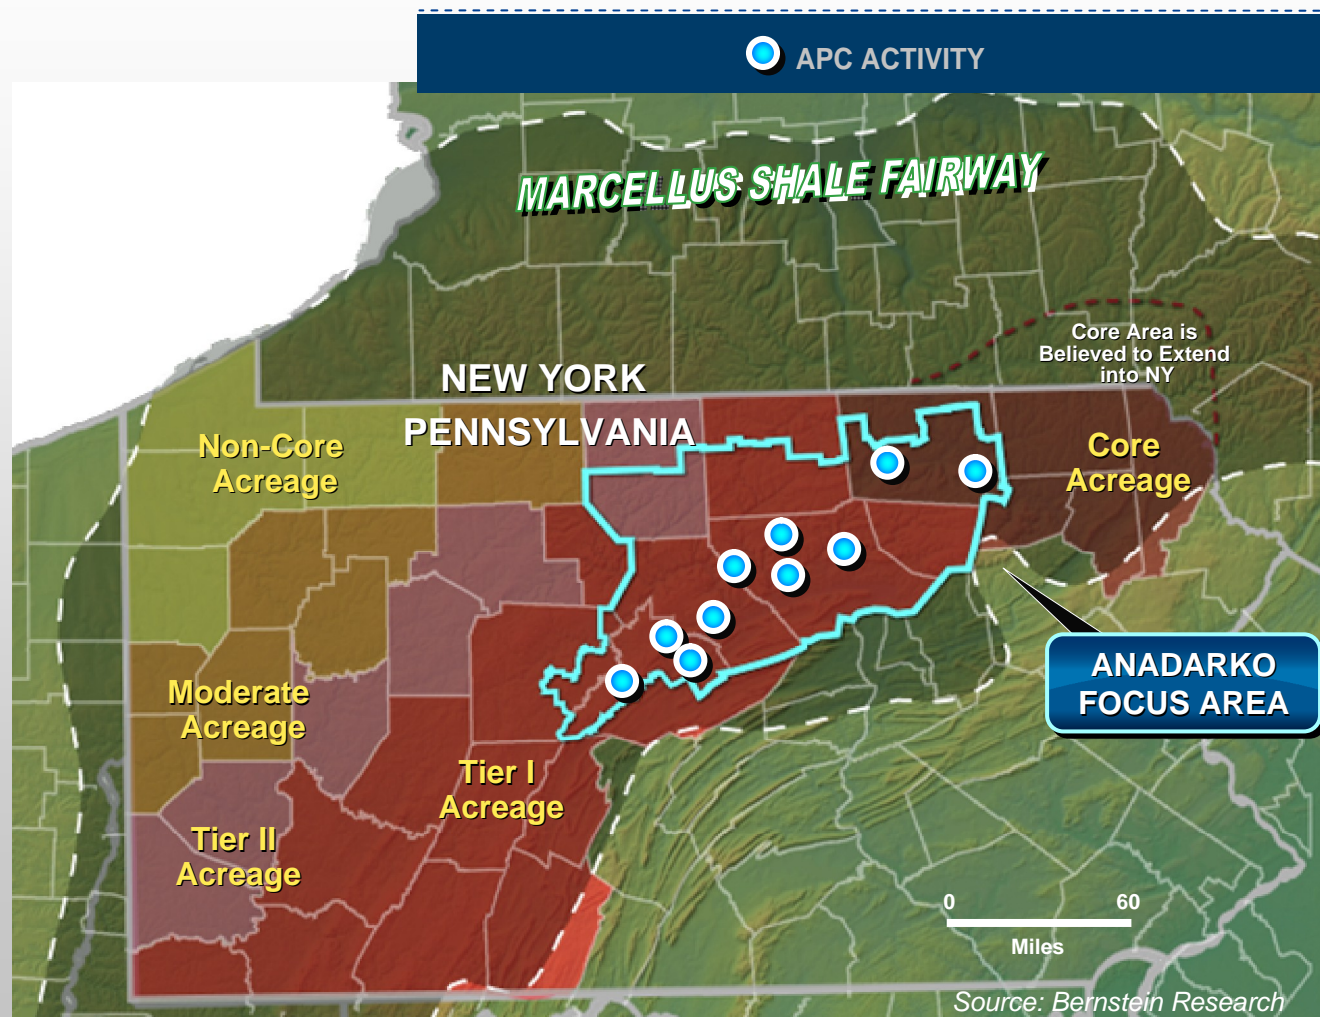 APC ACTIVITY
MARCELLUS SHALE FAIRWAY
Core Area is
Believed to Extend
into NY
NEW YORK
PENNSYLVANIA
Non-Core
Acreage
Core
Acreage
ANADARKO
FOCUS AREA
Moderate
Acreage
Tier I
Acreage
Tier II
Acreage
0 60
Miles
Source: Bernstein Research